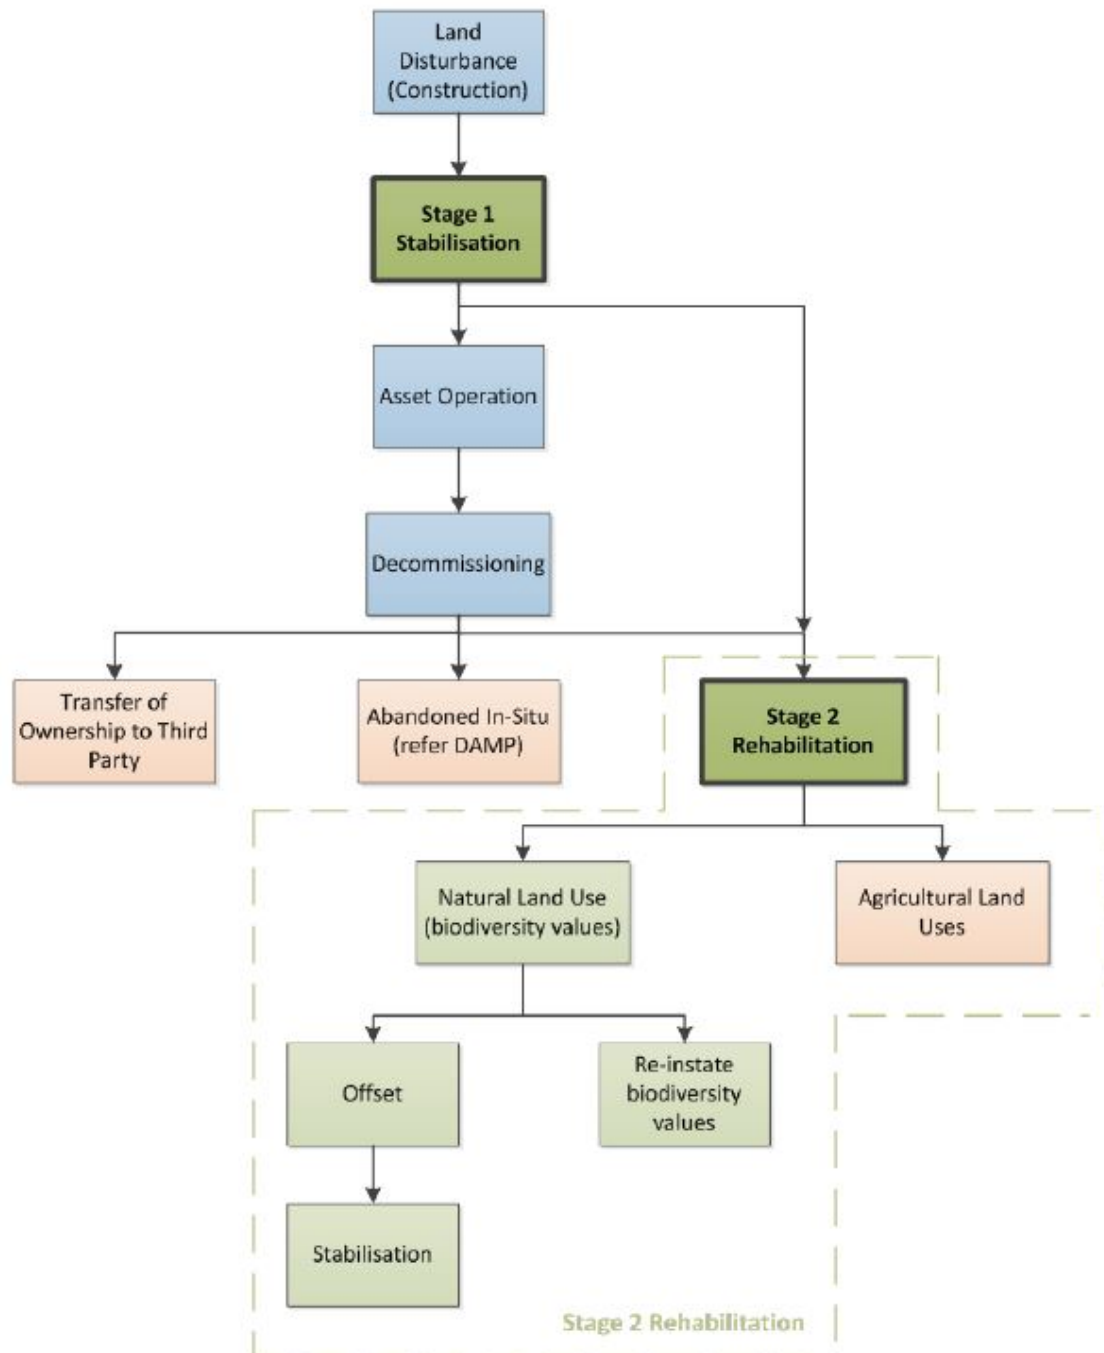 Land
Disturbance
(Construction)
Stage 1
Stabilisation
Asset Operation
Decommissioning
Transfer of
Ownership to Third
Party
Abandoned In-Situ
(refer DAMP)
Stage 2
Rehabilitation
Natural Land Use
(biodiversity values)
Agricultural Land
Uses
Offset
Re-instate
biodiversity
values
Stabilisation
Stage 2 Rehabilitation